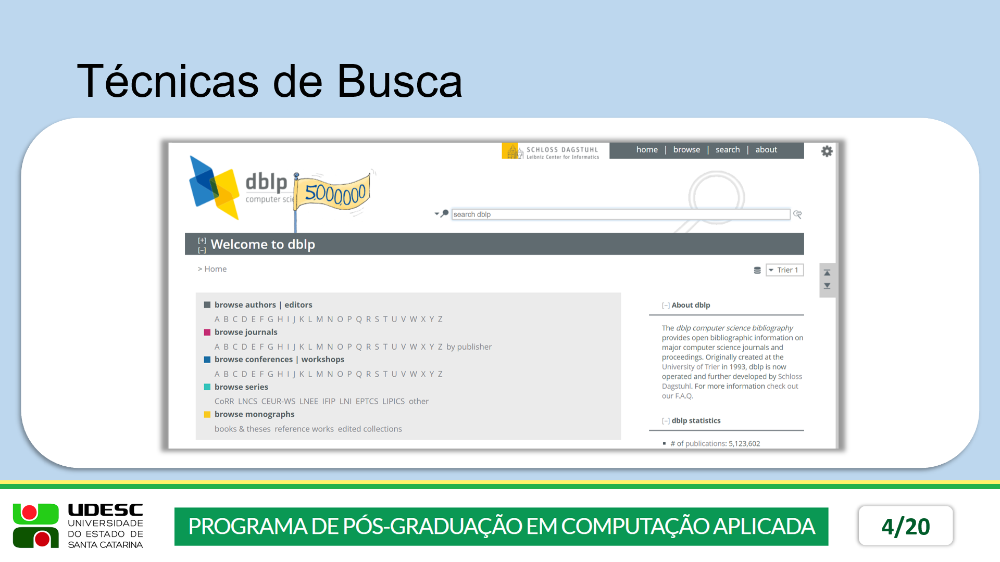 Técnicas de Busca
SCHLOSS DAGSTUHL
Leibniz Center for Informatics
home | browse | search | about
dblp
computer sci
5,000,000
search dblp
[+]
[−]
Welcome to dblp
> Home
Trier 1
browse authors | editors
A B C D E F G H I J K L M N O P Q R S T U V W X Y Z
browse journals
A B C D E F G H I J K L M N O P Q R S T U V W X Y Z by publisher
browse conferences | workshops
A B C D E F G H I J K L M N O P Q R S T U V W X Y Z
browse series
CoRR LNCS CEUR-WS LNEE IFIP LNI EPTCS LIPICS other
browse monographs
books & theses reference works edited collections
[−] About dblp
The dblp computer science bibliography
provides open bibliographic information on
major computer science journals and
proceedings. Originally created at the
University of Trier in 1993, dblp is now
operated and further developed by Schloss
Dagstuhl. For more information check out
our F.A.Q.
[−] dblp statistics
# of publications: 5,123,602
UDESC
UNIVERSIDADE
DO ESTADO DE
SANTA CATARINA
PROGRAMA DE PÓS-GRADUAÇÃO EM COMPUTAÇÃO APLICADA
4/20